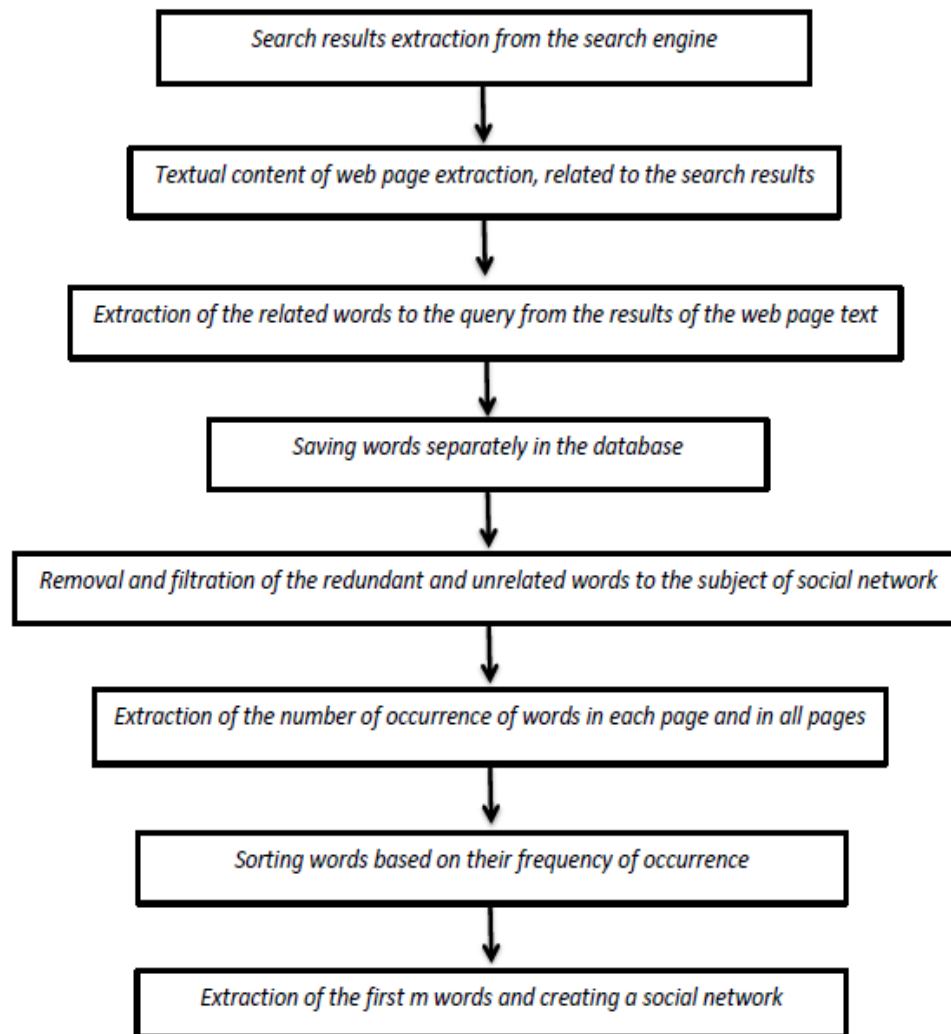 Search results extraction from the search engine
Textual content of web page extraction, related to the search results
Extraction of the related words to the query from the results of the web page text
Saving words separately in the database
Removal and filtration of the redundant and unrelated words to the subject of social network
Extraction of the number of occurrence of words in each page and in all pages
Sorting words based on their frequency of occurrence
Extraction of the first m words and creating a social network